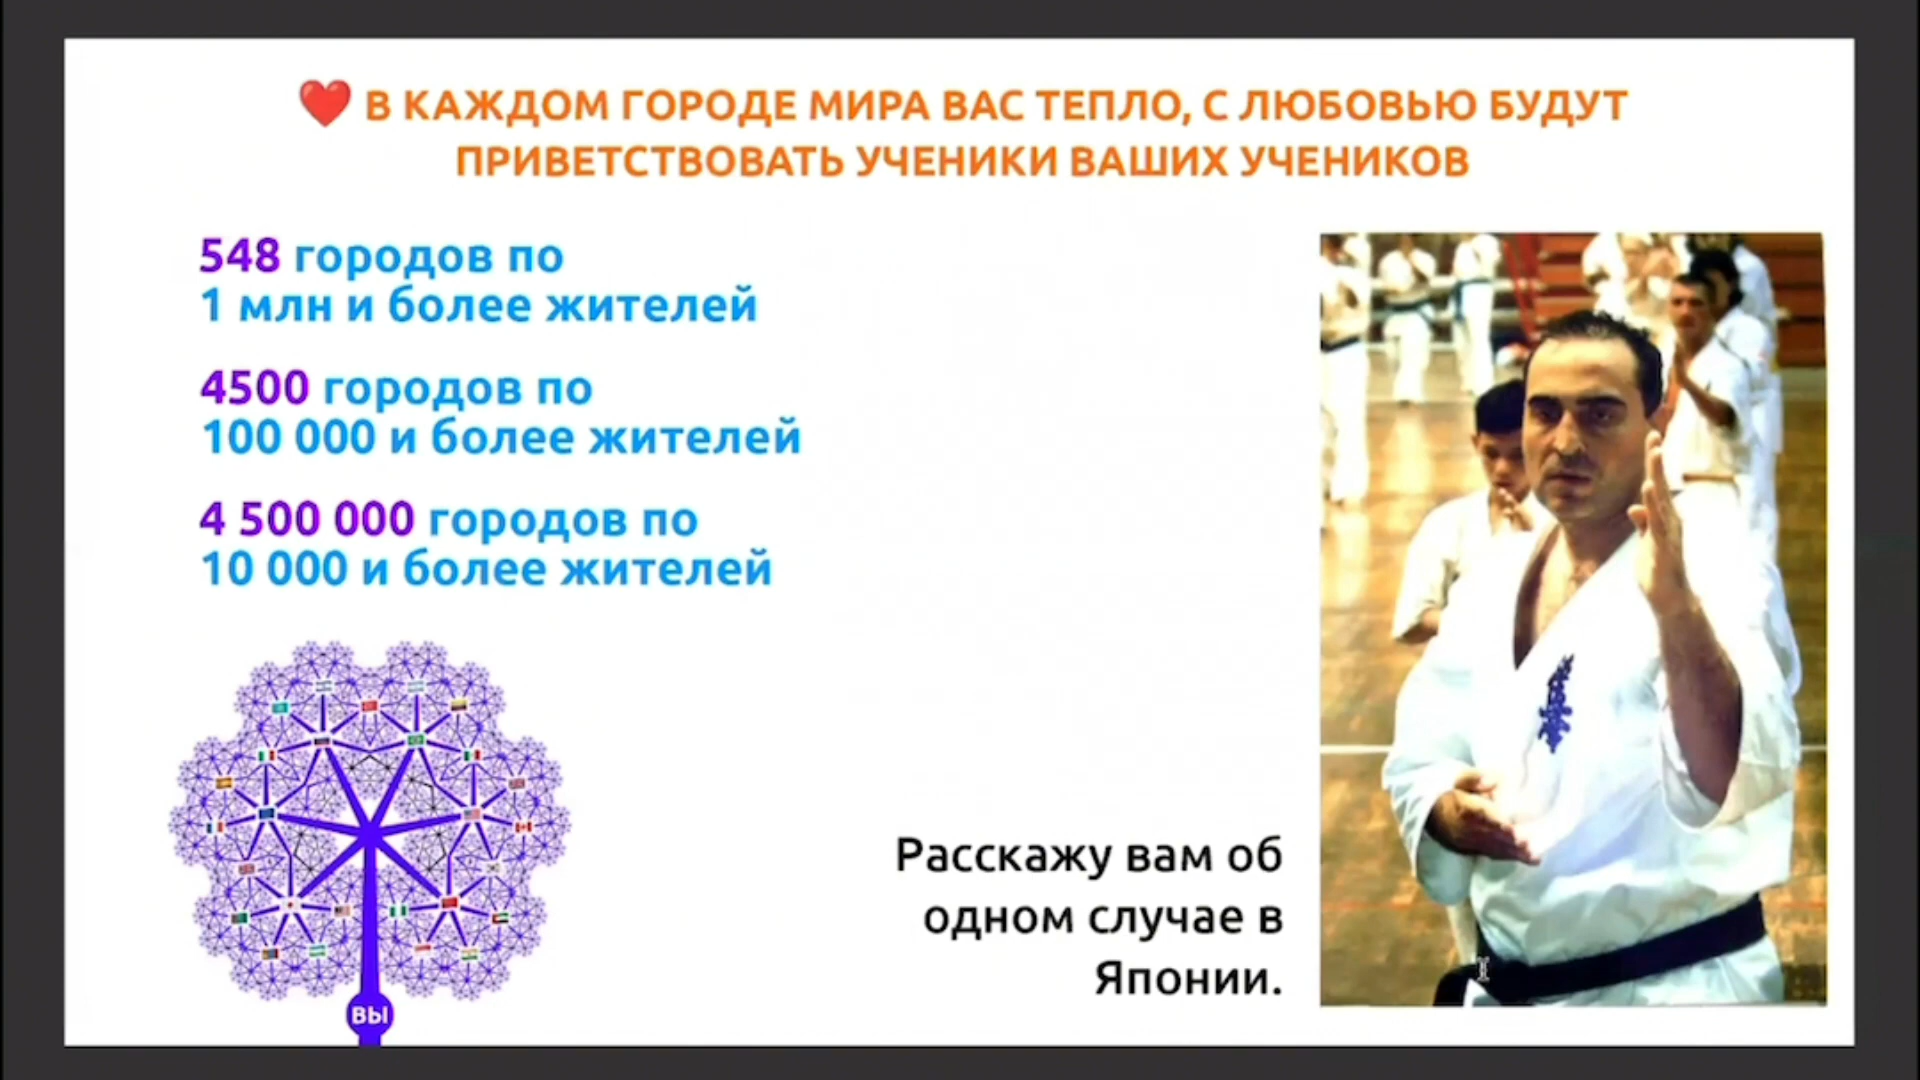 В КАЖДОМ ГОРОДЕ МИРА ВАС ТЕПЛО, С ЛЮБОВЬЮ БУДУТ
ПРИВЕТСТВОВАТЬ УЧЕНИКИ ВАШИХ УЧЕНИКОВ
548 городов по
1 млн и более жителей
4500 городов по
100 000 и более жителей
4 500 000 городов по
10 000 и более жителей
Расскажу вам об
одном случае в
Японии.
ВЫ